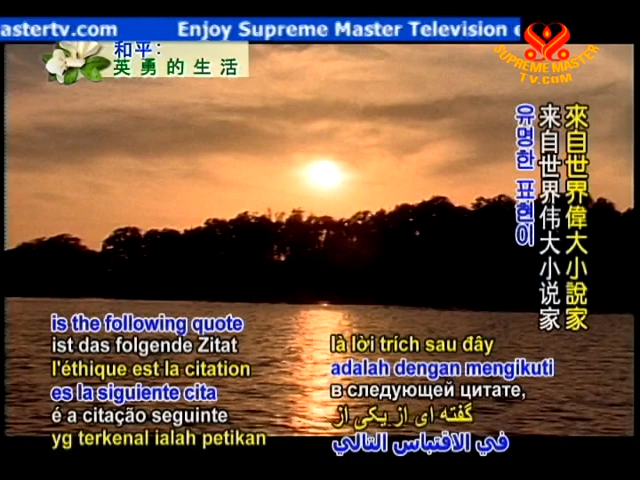 astertv.com Enjoy Supreme Master Television
SUPREME MASTER
TV.COM
和平:
英勇的生活
來自世界偉大小說家
来自世界伟大小说家
유명한 표현이
is the following quote
ist das folgende Zitat
l'éthique est la citation
es la siguiente cita
é a citação seguinte
yg terkenal ialah petikan
là lời trích sau đây
adalah dengan mengikuti
в следующей цитате,
گفته ای از یکی از
في الاقتباس التالي